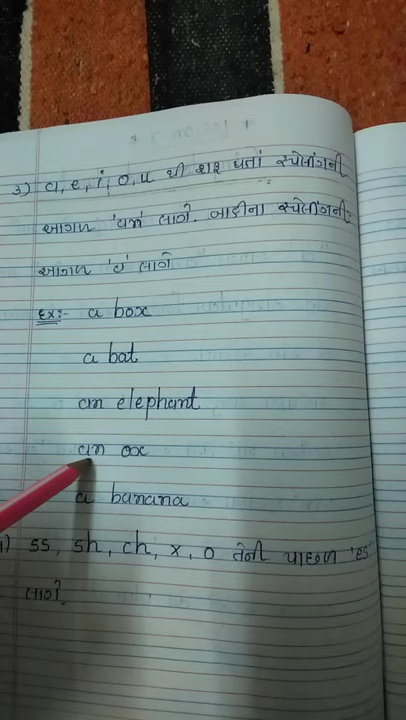 3) a, e, i, o, u થી શરૂ થતાં સ્પેલીંગની
આગળ 'an' લાગે. બાકીના સ્પેલીંગની
આગળ 'a' લાગે
Ex:- a box
a bat
an elephant
an ox
a banana
ss, sh, ch, x, o તેની પાછળ 'es'
લાગે.